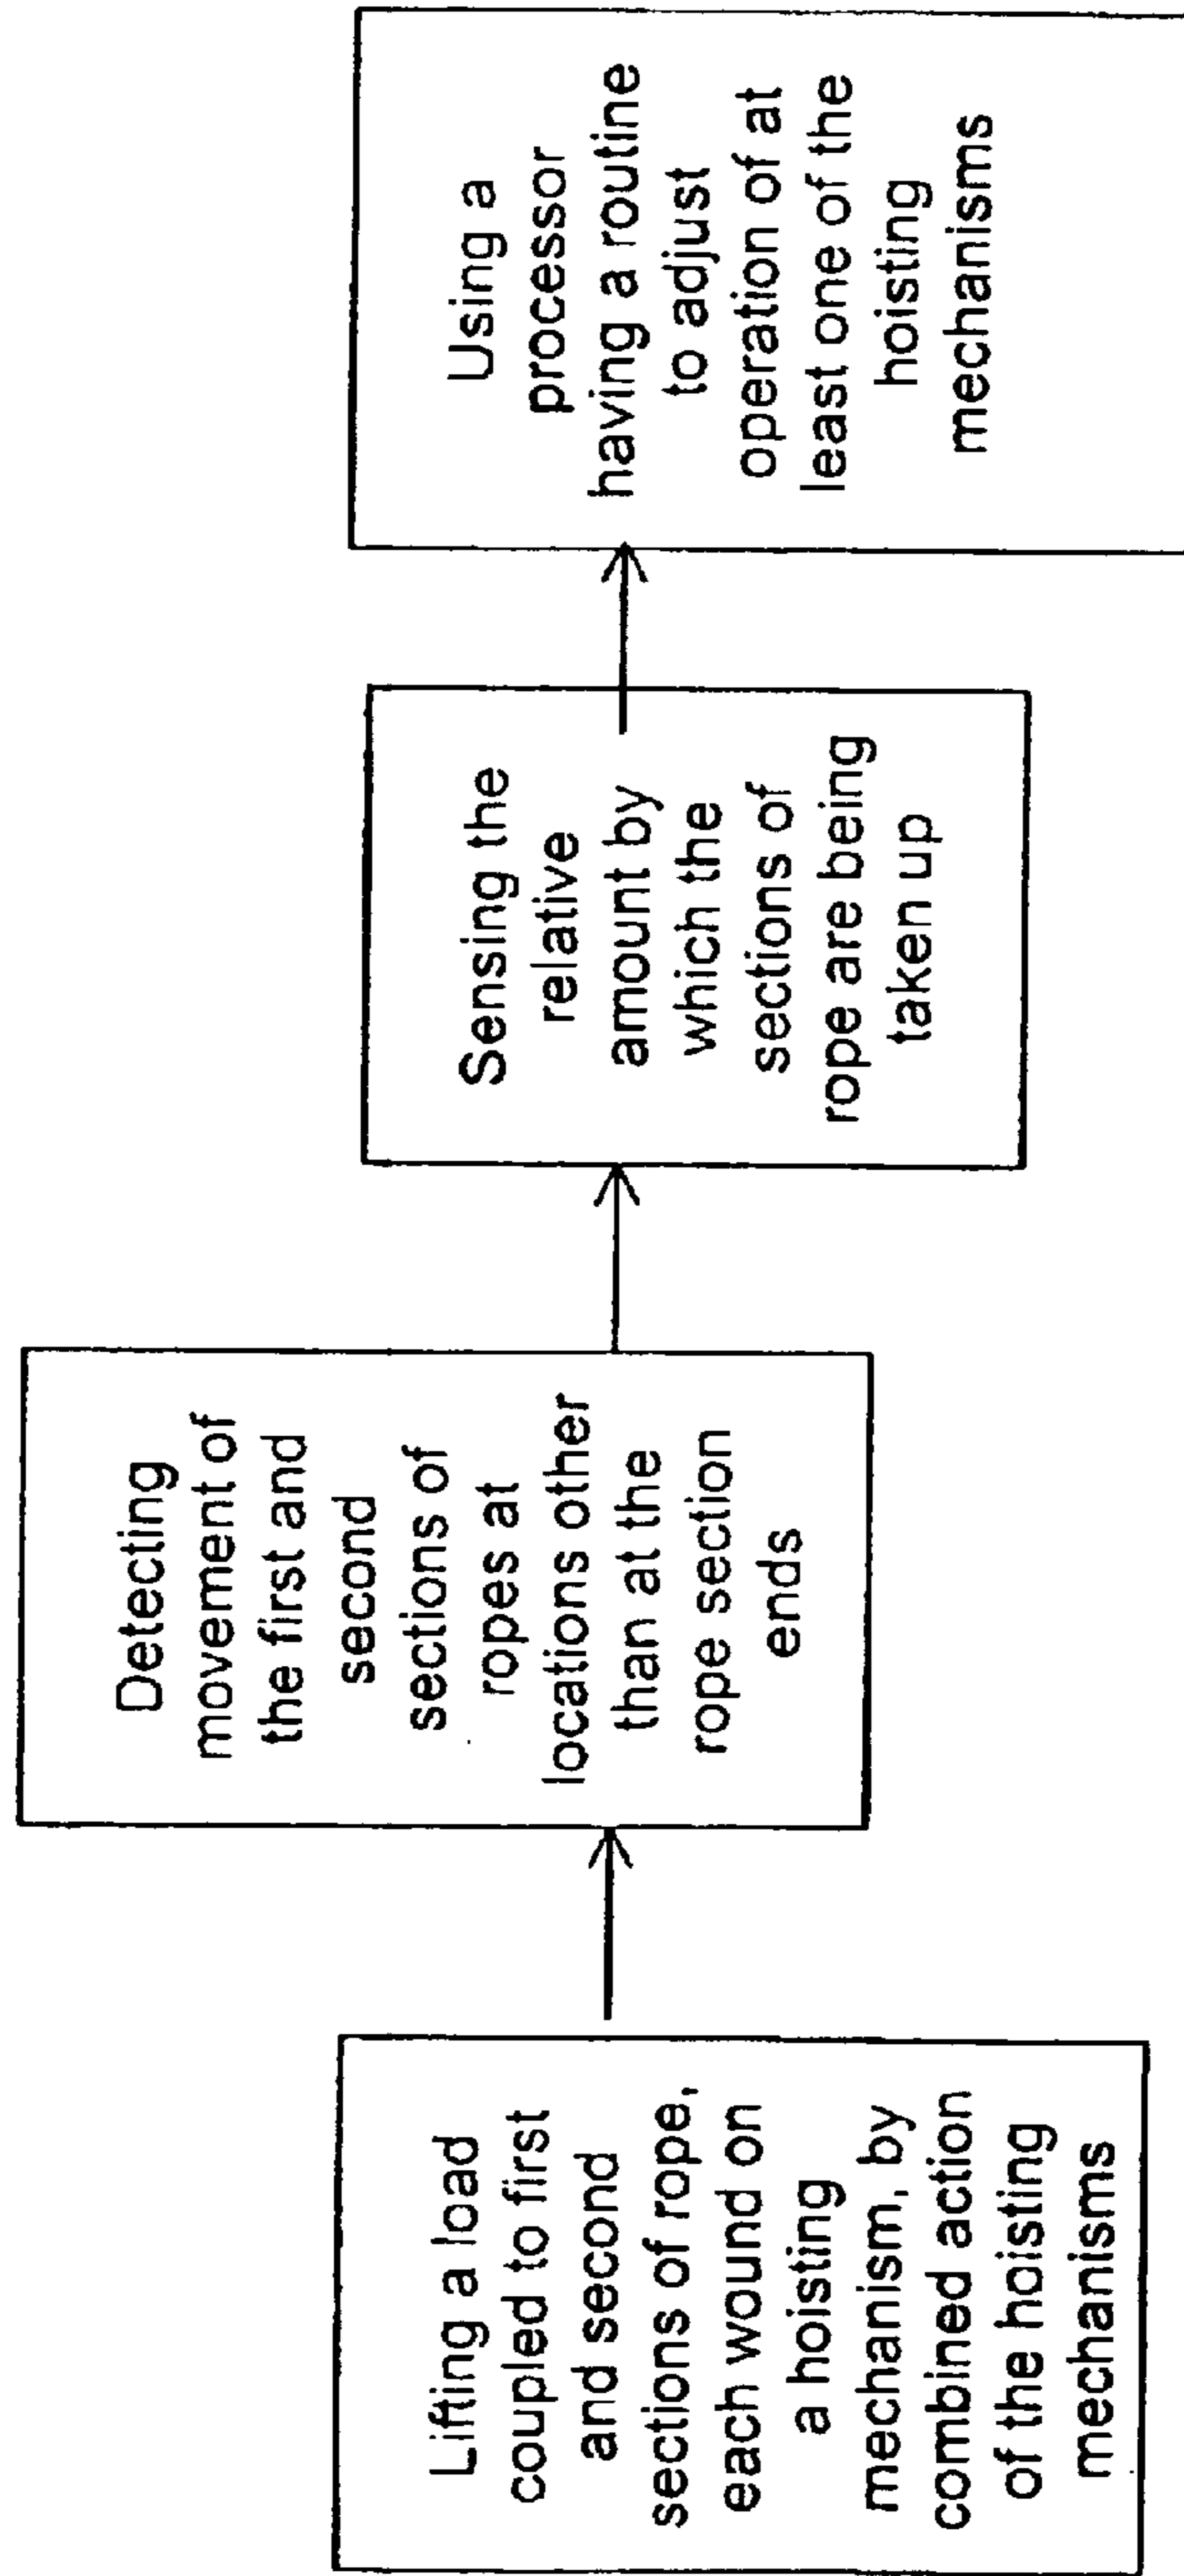 Lifting a load
coupled to first
and second
sections of rope,
each wound on
a hoisting
mechanism, by
combined action
of the hoisting
mechanisms
Detecting
movement of
the first and
second
sections of
ropes at
locations other
than at the
rope section
ends
Sensing the
relative
amount by
which the
sections of
rope are being
taken up
Using a
processor
having a routine
to adjust
operation of at
least one of the
hoisting
mechanisms